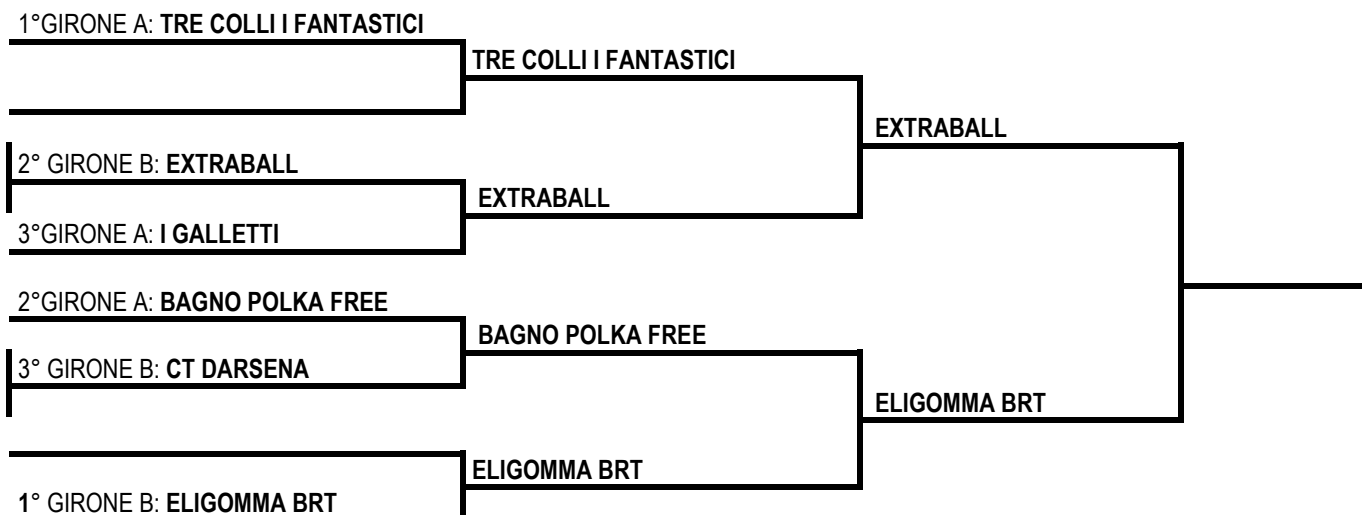 1°GIRONE A: TRE COLLI I FANTASTICI
TRE COLLI I FANTASTICI
EXTRABALL
2° GIRONE B: EXTRABALL
EXTRABALL
3°GIRONE A: I GALLETTI
2°GIRONE A: BAGNO POLKA FREE
BAGNO POLKA FREE
3° GIRONE B: CT DARSENA
ELIGOMMA BRT
ELIGOMMA BRT
1° GIRONE B: ELIGOMMA BRT